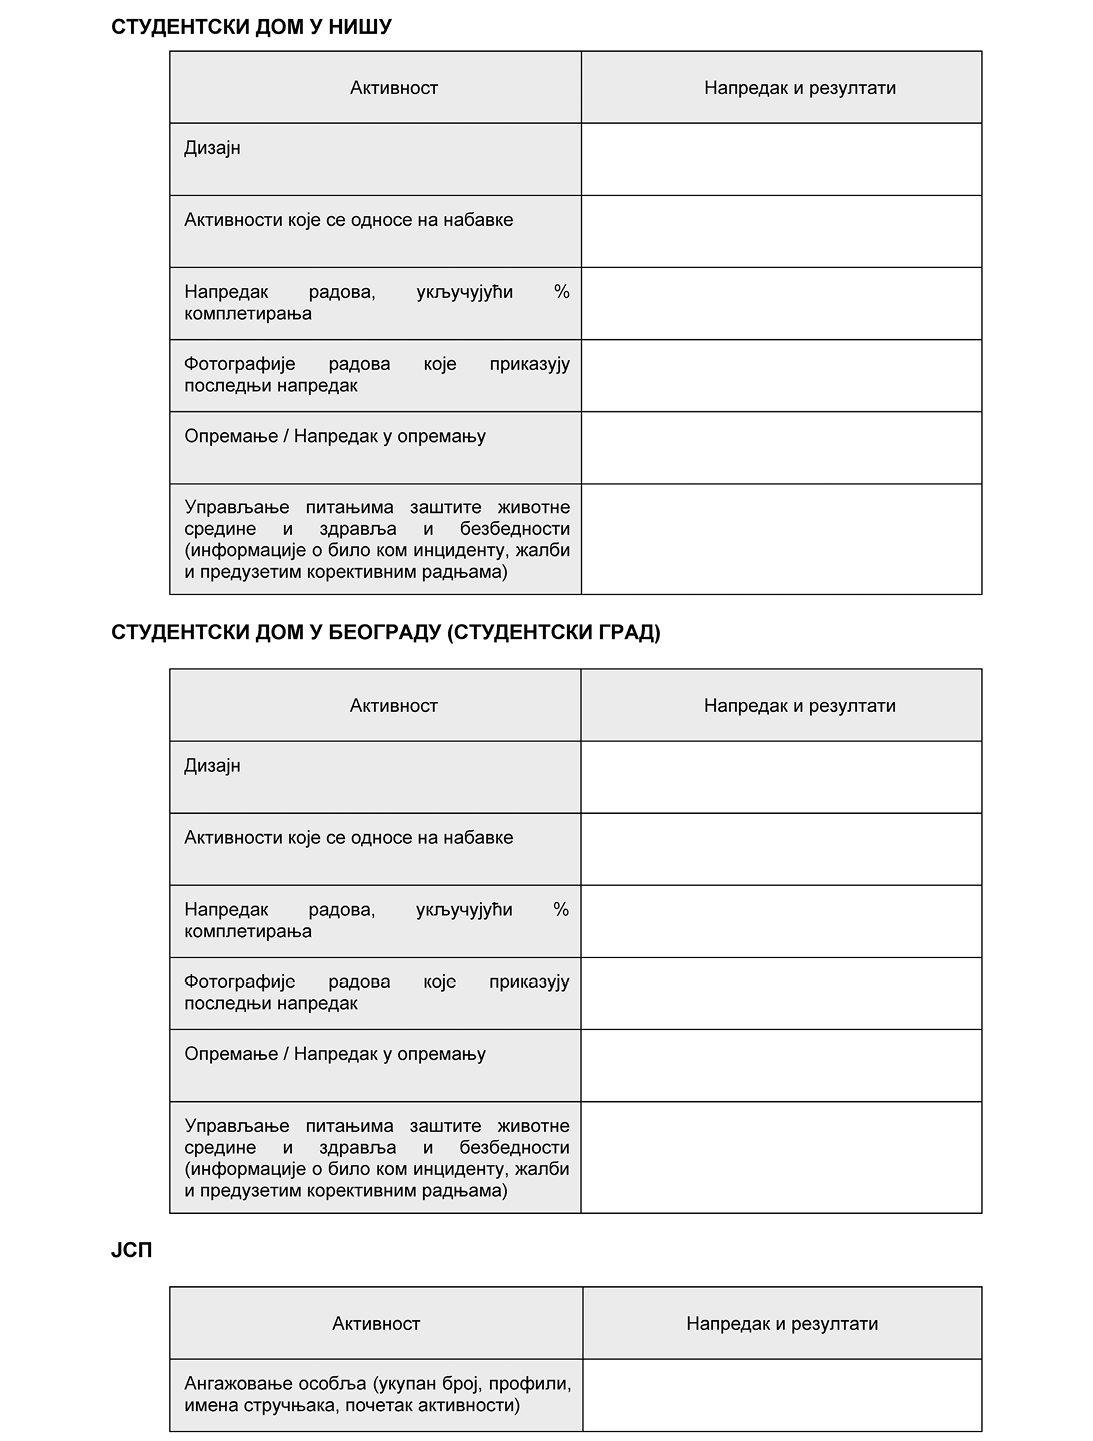 СТУДЕНТСКИ ДОМ У НИШУ
Активност
Напредак и резултати
Дизајн
Активности које се односе на набавке
Напредак радова, укључујући %
комплетирања
Фотографије радова које приказују
последњи напредак
Опремање / Напредак у опремању
Управљање питањима заштите животне
средине и здравља и безбедности
(информације о било ком инциденту, жалби
и предузетим корективним радњама)
СТУДЕНТСКИ ДОМ У БЕОГРАДУ (СТУДЕНТСКИ ГРАД)
Активност
Напредак и резултати
Дизајн
Активности које се односе на набавке
Напредак радова, укључујући %
комплетирања
Фотографије радова које приказују
последњи напредак
Опремање / Напредак у опремању
Управљање питањима заштите животне
средине и здравља и безбедности
(информације о било ком инциденту, жалби
и предузетим корективним радњама)
ЈСП
Активност
Напредак и резултати
Ангажовање особља (укупан број, профили,
имена стручњака, почетак активности)